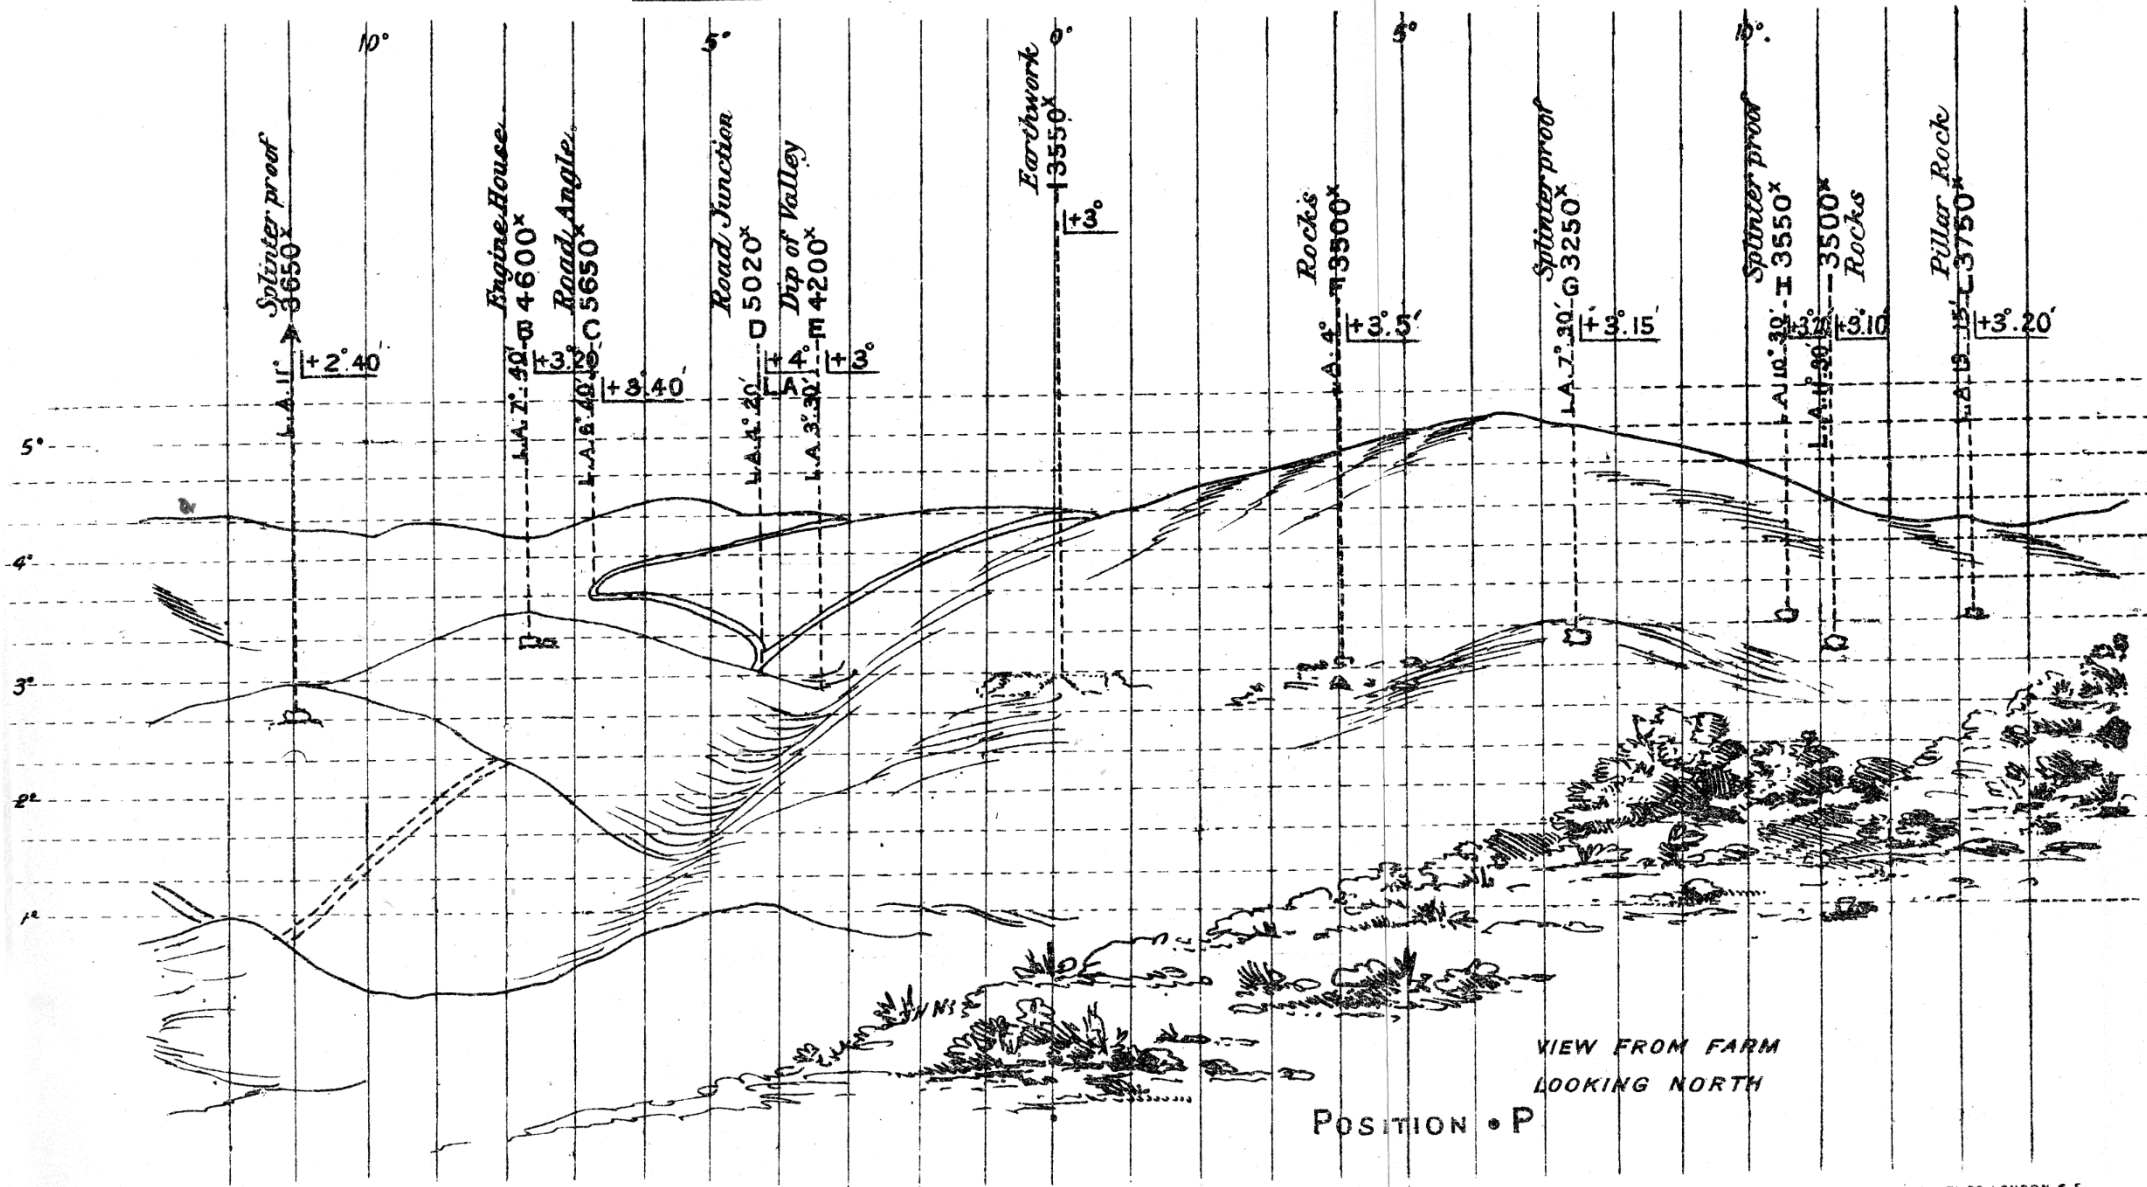 10°
5°
0°
5°
10°.
Splinter proof
A 3650ˣ
L.A. 11°
+2°.40'
Engine House
B 4600ˣ
L.A. 7°.40'
Road Angle
C 5650ˣ
L.A. 6°.40'
+3°.40'
Road Junction
D 5020ˣ
L.A. 4°.20'
+4°
Dip of Valley
E 4200ˣ
L.A. 3°.30'
+3°
Earthwork
3550ˣ
+3°
Rocks
F 3500ˣ
L.A. 4°
+3°.5'
Splinter proof
G 3250ˣ
L.A. 7°.30'
+3°.15'
Splinter proof
H 3550ˣ
L.A. 10°.30'
3500ˣ
Rocks
+3°.10'
Pillar Rock
3750ˣ
L.A. 13°.15'
+3°.20'
5°
4°
3°
2°
1°
VIEW FROM FARM
LOOKING NORTH
POSITION • P